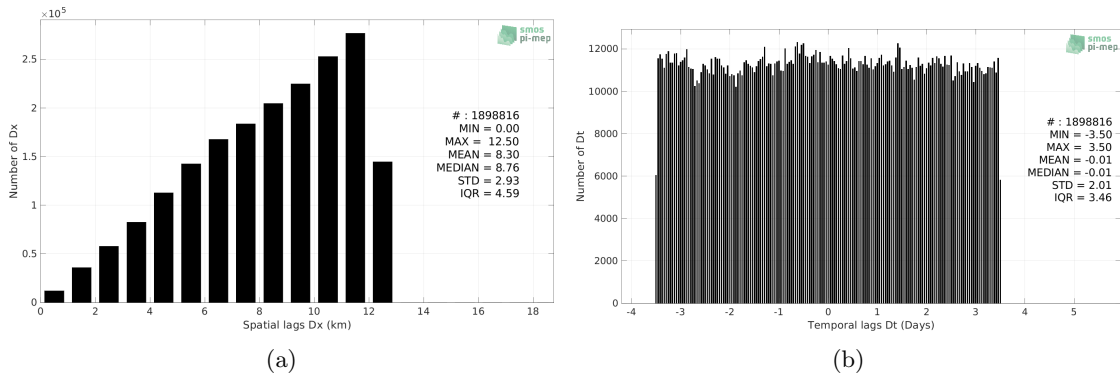 ×10⁵
2.5
2
1.5
1
0.5
0
Number of Dx
smos
pi-mep
# : 1898816
MIN = 0.00
MAX = 12.50
MEAN = 8.30
MEDIAN = 8.76
STD = 2.93
IQR = 4.59
0 2 4 6 8 10 12 14 16 18
Spatial lags Dx (km)
(a)
12000
10000
8000
6000
4000
2000
0
Number of Dt
smos
pi-mep
# : 1898816
MIN = -3.50
MAX = 3.50
MEAN = -0.01
MEDIAN = -0.01
STD = 2.01
IQR = 3.46
-4 -3 -2 -1 0 1 2 3 4 5
Temporal lags Dt (Days)
(b)